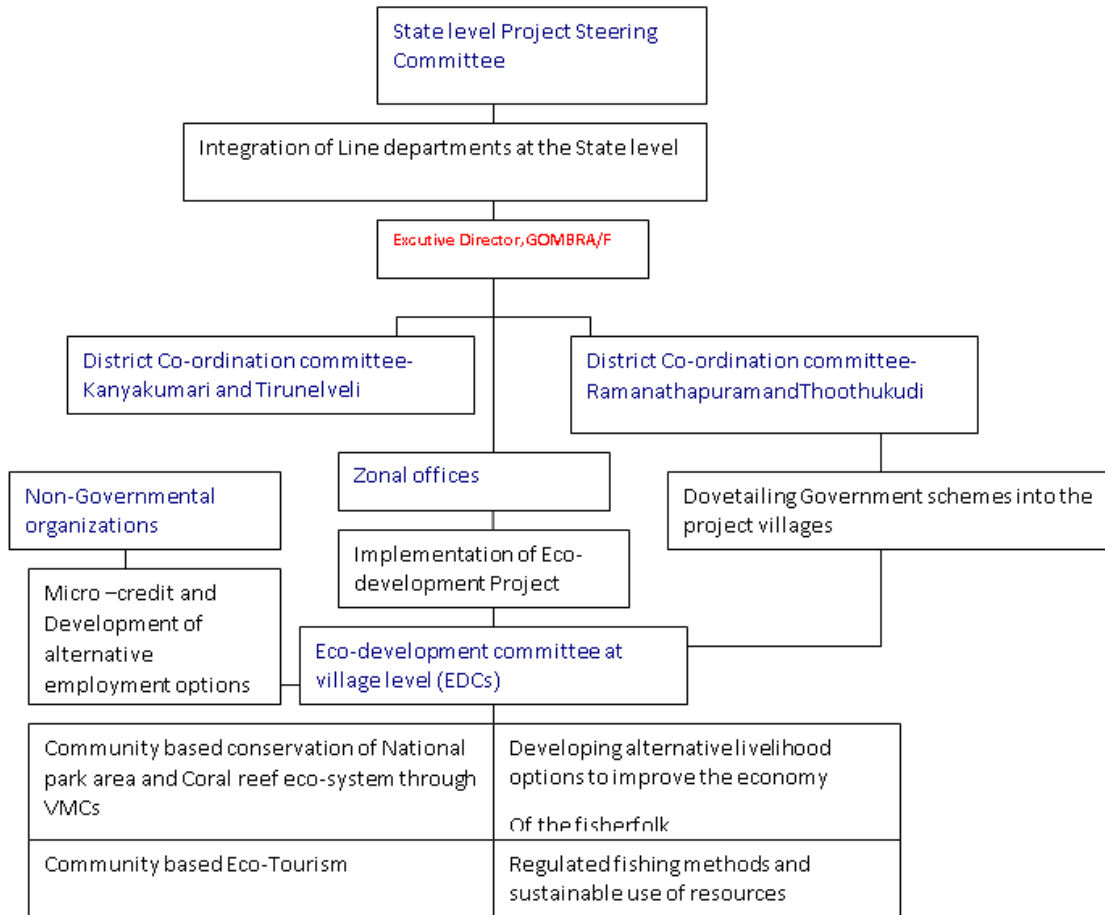 State level Project Steering
Committee
Integration of Line departments at the State level
Excutive Director,GOMBRA/F
District Co-ordination committee-
Kanyakumari and Tirunelveli
District Co-ordination committee-
RamanathapuramandThoothukudi
Zonal offices
Non-Governmental
organizations
Dovetailing Government schemes into the
project villages
Implementation of Eco-
development Project
Micro –credit and
Development of
alternative
employment options
Eco-development committee at
village level (EDCs)
Community based conservation of National
park area and Coral reef eco-system through
VMCs
Developing alternative livelihood
options to improve the economy
Of the fisherfolk
Community based Eco-Tourism
Regulated fishing methods and
sustainable use of resources